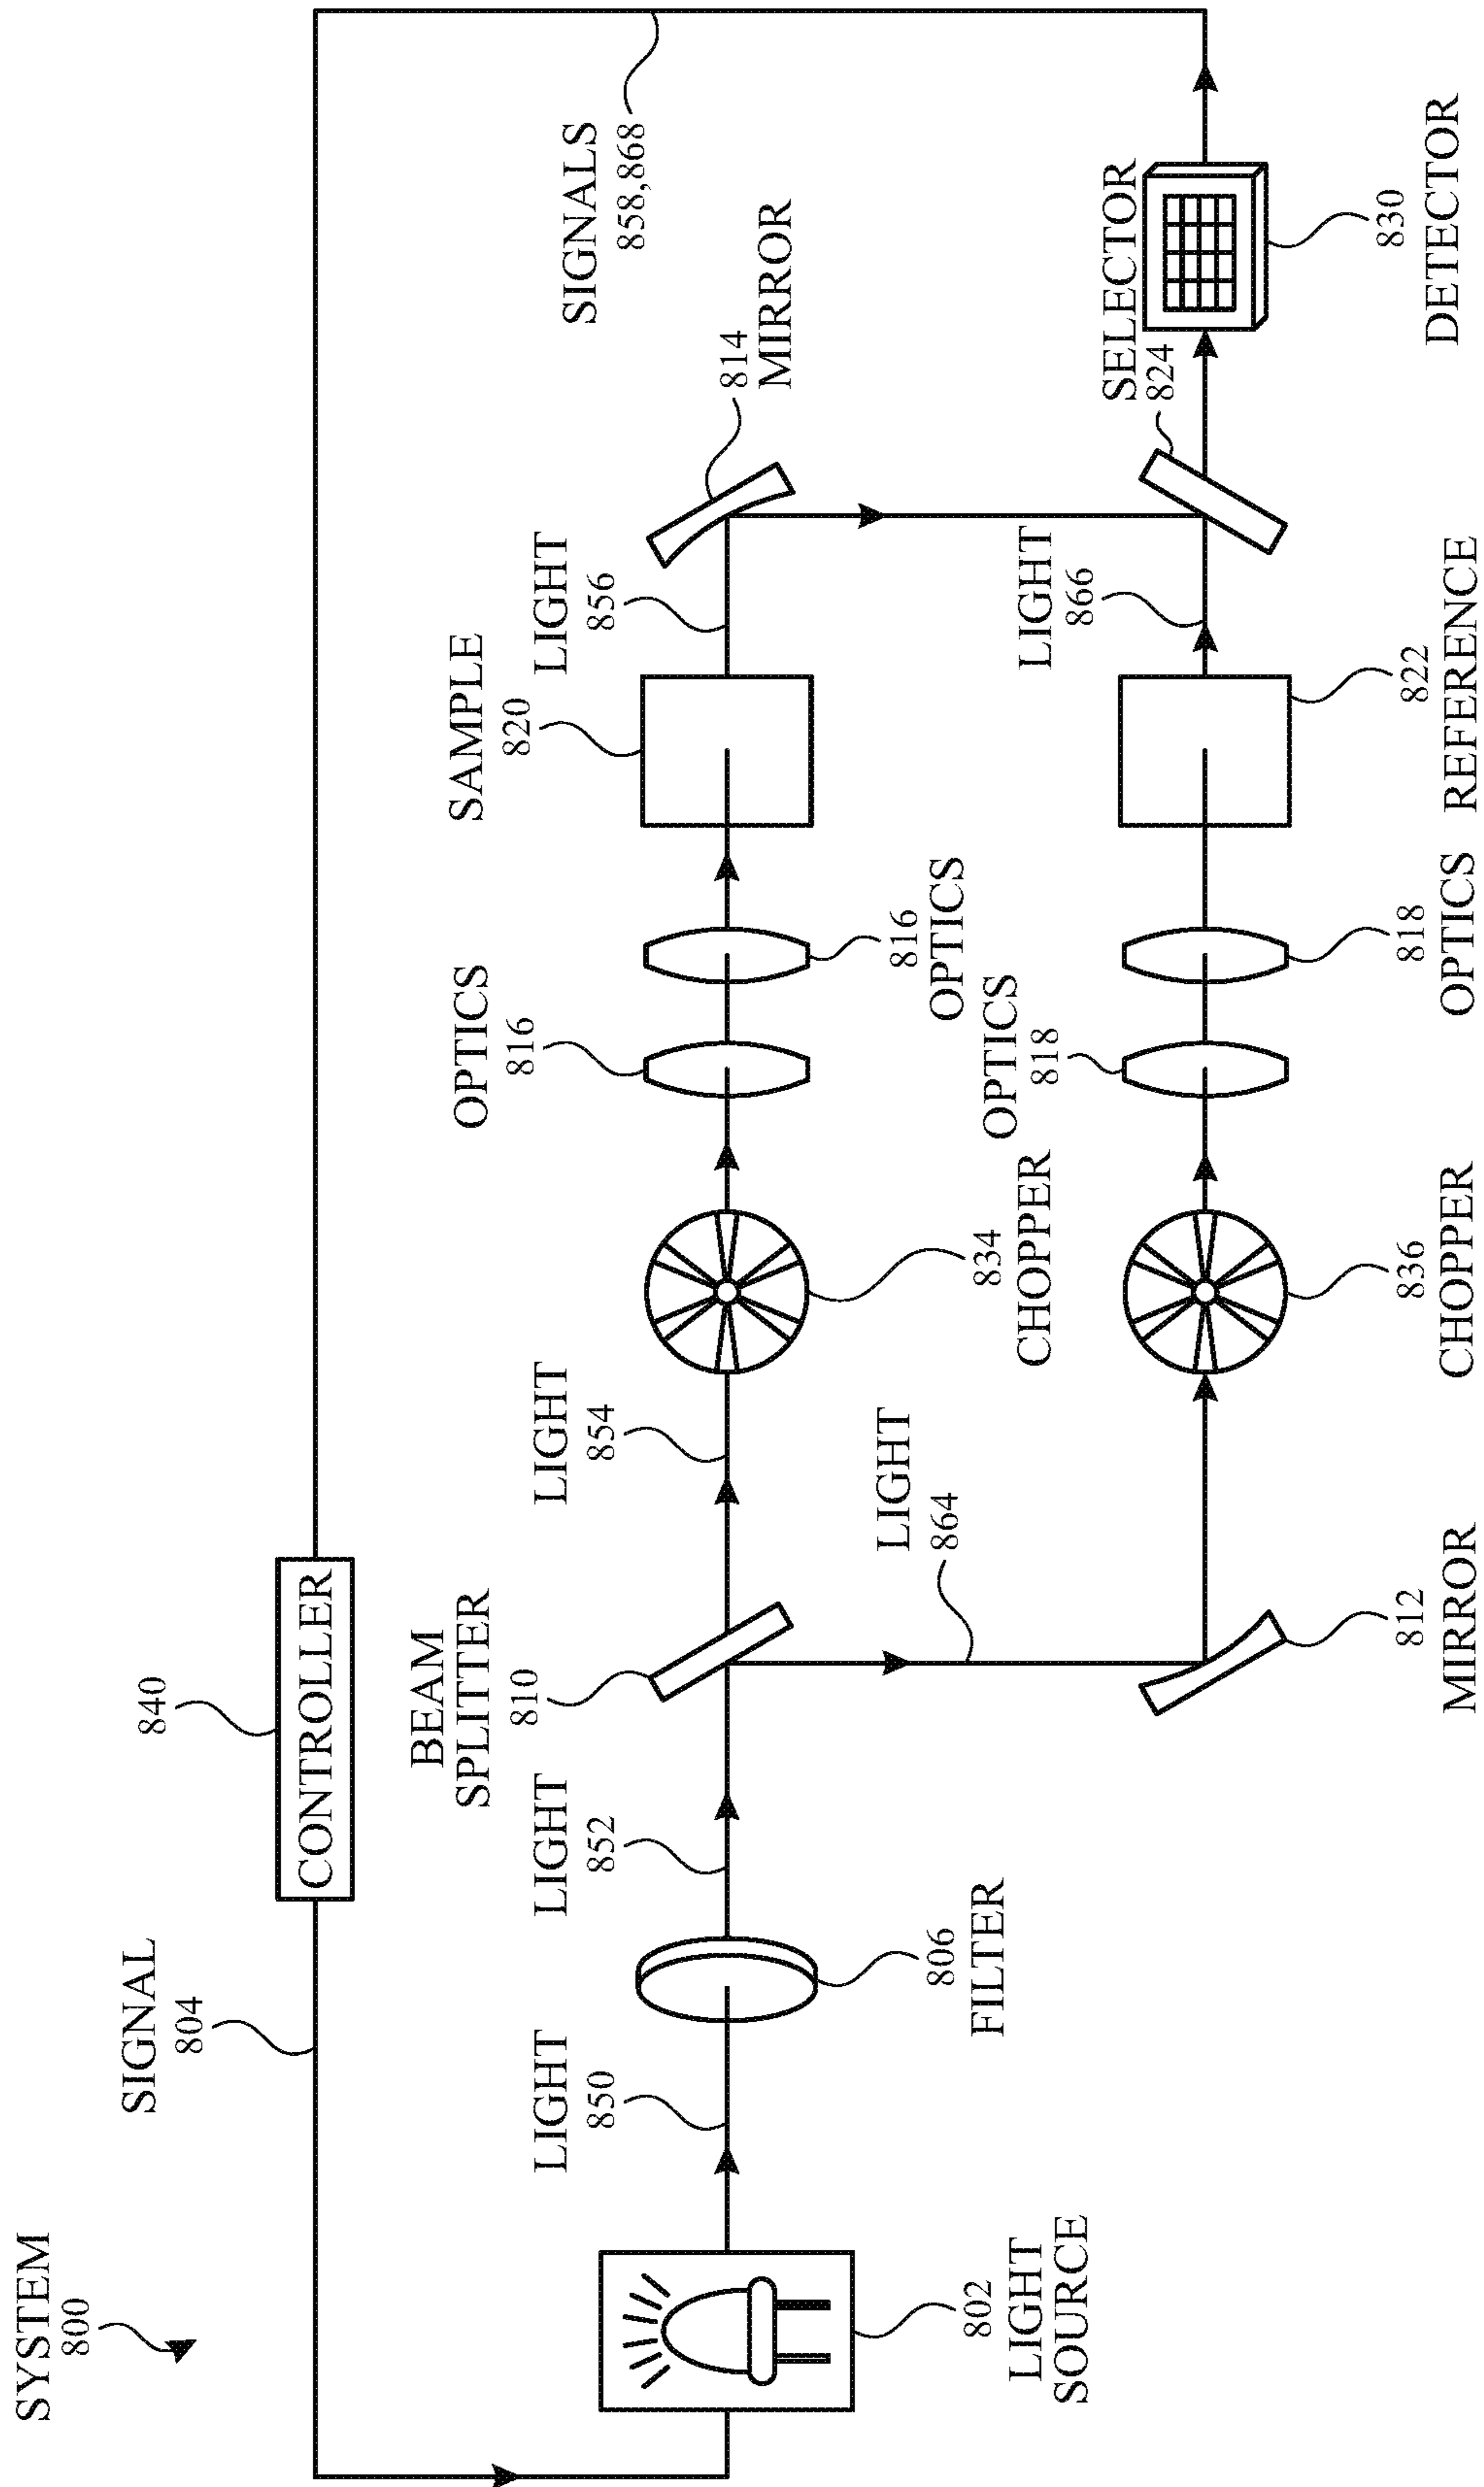 SYSTEM
800
SIGNAL
804
840
CONTROLLER
SIGNALS
858,868
LIGHT
850
LIGHT
852
BEAM
SPLITTER
810
LIGHT
854
OPTICS
816
SAMPLE
820
LIGHT
856
814
MIRROR
802
LIGHT
SOURCE
806
FILTER
LIGHT
864
834
CHOPPER
816
OPTICS
OPTICS
818
LIGHT
866
SELECTOR
824
812
MIRROR
836
CHOPPER
818
OPTICS
822
REFERENCE
830
DETECTOR